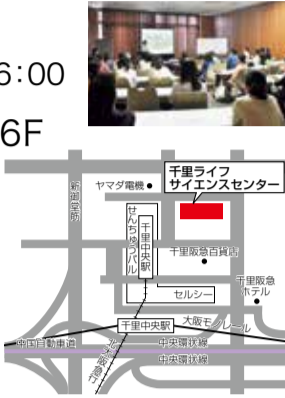 6:00
6F
千里ライフ
サイエンスセンター
ヤマダ電機
新御堂筋
せんちゅうパル
千里中央駅
千里阪急百貨店
千里阪急
ホテル
セルシー
千里中央駅
大阪モノレール
中国自動車道
中央環状線
中央環状線
北大阪急行